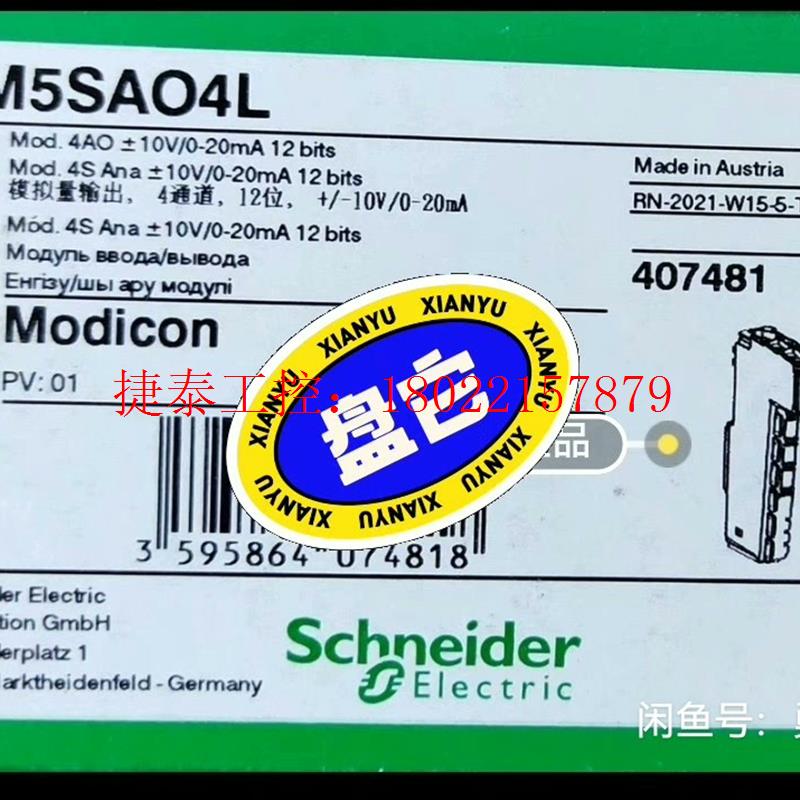 M5SAO4L
Mod. 4AO ±10V/0-20mA 12 bits
Mod. 4S Ana ±10V/0-20mA 12 bits
模拟量输出， 4通道，12位， +/-10V/0-20mA
Mód. 4S Ana ±10V/0-20mA 12 bits
Модуль ввода/вывода
Енгізу/шы ару модулі
Made in Austria
RN-2021-W15-5-
407481
Modicon
PV: 01
捷泰工控：18022157879
XIANYU XIANYU XIANYU XIANYU
盘它
XIANYU XIANYU XIANYU XIANYU
品
3 595864 074818
der Electric
tion GmbH
erplatz 1
Marktheidenfeld - Germany
Schneider
Electric
闲鱼号：